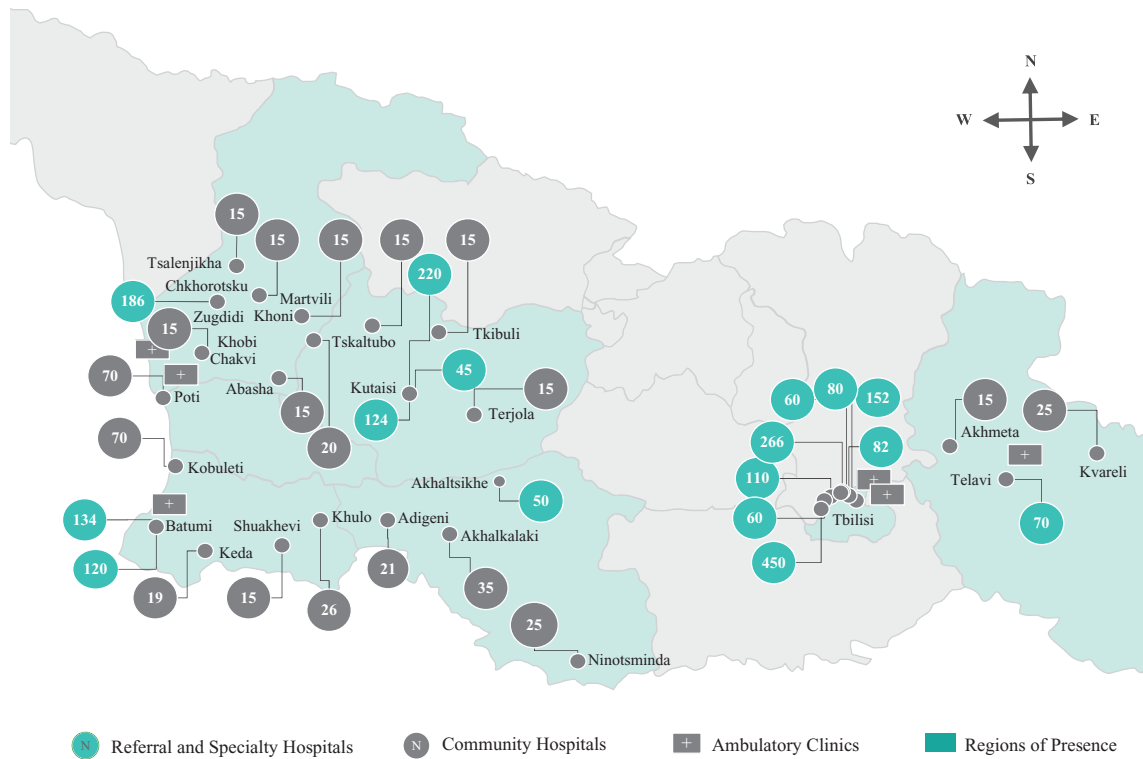 N
W E
S
15
15 15 15 15
Tsalenjikha
220
Chkhorotsku
186
Martvili
Zugdidi
Khoni
15
Tskaltubo
Tkibuli
Khobi
Chakvi
70
45
Abasha
Kutaisi
15
Poti
15
124
Terjola
20
70
Kobuleti
60 80 152
266 82
110
60
Tbilisi
450
15 25
Akhmeta
Telavi
Kvareli
70
Akhaltsikhe
50
134
Batumi
Shuakhevi
Khulo
Adigeni
Akhalkalaki
Keda
120
19 15 26 21 35
25
Ninotsminda
N Referral and Specialty Hospitals
N Community Hospitals
+ Ambulatory Clinics
Regions of Presence